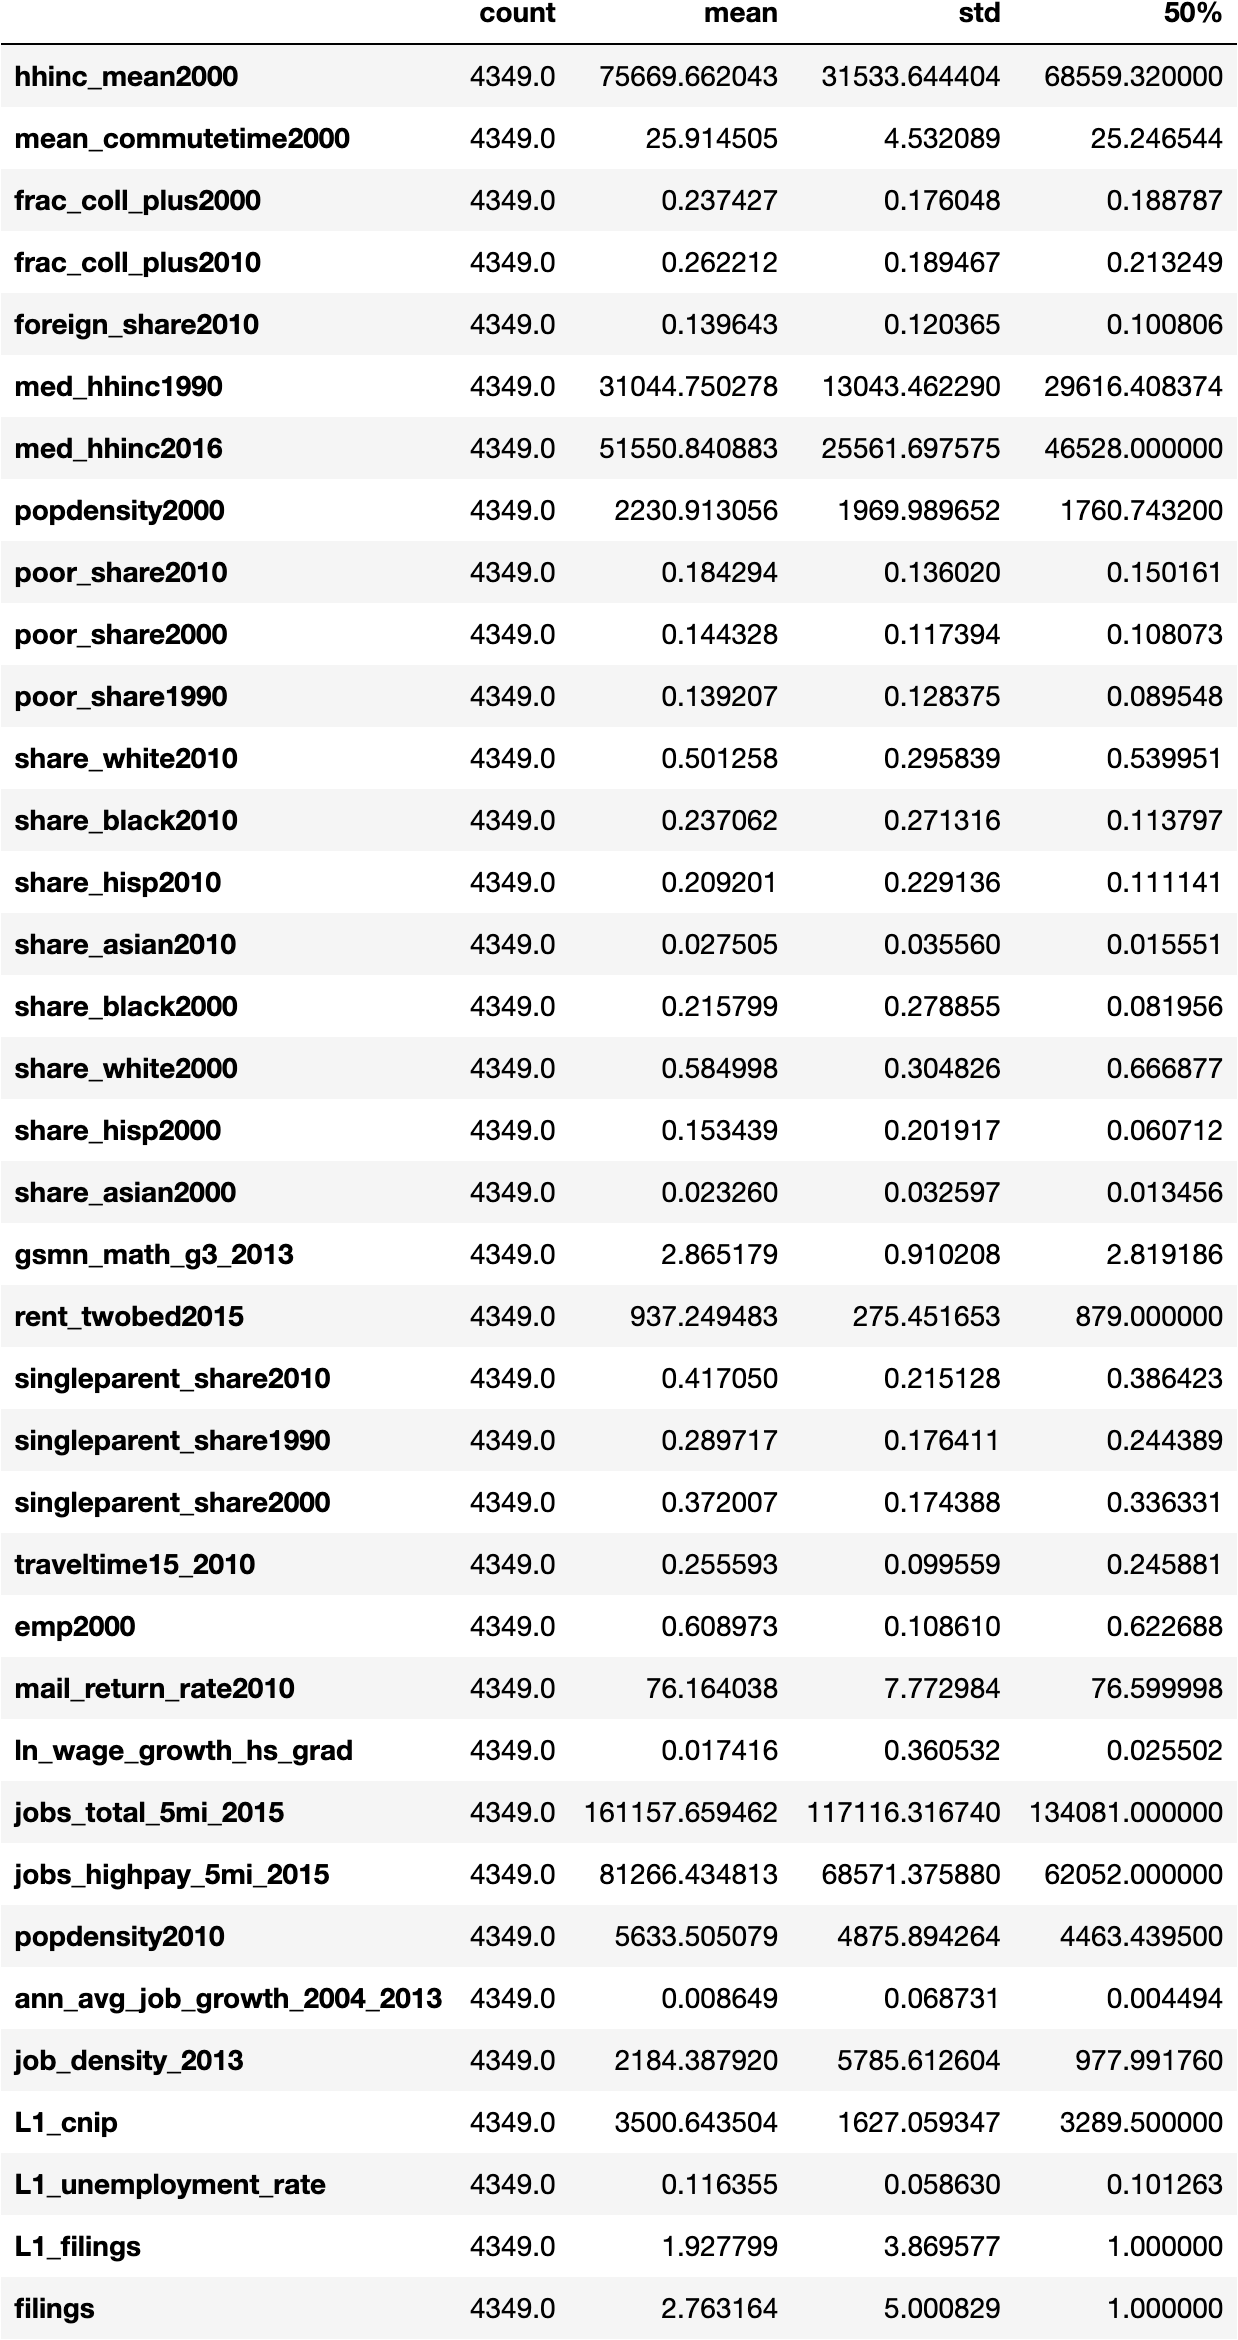 count mean std 50%
hhinc_mean2000 4349.0 75669.662043 31533.644404 68559.320000
mean_commutetime2000 4349.0 25.914505 4.532089 25.246544
frac_coll_plus2000 4349.0 0.237427 0.176048 0.188787
frac_coll_plus2010 4349.0 0.262212 0.189467 0.213249
foreign_share2010 4349.0 0.139643 0.120365 0.100806
med_hhinc1990 4349.0 31044.750278 13043.462290 29616.408374
med_hhinc2016 4349.0 51550.840883 25561.697575 46528.000000
popdensity2000 4349.0 2230.913056 1969.989652 1760.743200
poor_share2010 4349.0 0.184294 0.136020 0.150161
poor_share2000 4349.0 0.144328 0.117394 0.108073
poor_share1990 4349.0 0.139207 0.128375 0.089548
share_white2010 4349.0 0.501258 0.295839 0.539951
share_black2010 4349.0 0.237062 0.271316 0.113797
share_hisp2010 4349.0 0.209201 0.229136 0.111141
share_asian2010 4349.0 0.027505 0.035560 0.015551
share_black2000 4349.0 0.215799 0.278855 0.081956
share_white2000 4349.0 0.584998 0.304826 0.666877
share_hisp2000 4349.0 0.153439 0.201917 0.060712
share_asian2000 4349.0 0.023260 0.032597 0.013456
gsmn_math_g3_2013 4349.0 2.865179 0.910208 2.819186
rent_twobed2015 4349.0 937.249483 275.451653 879.000000
singleparent_share2010 4349.0 0.417050 0.215128 0.386423
singleparent_share1990 4349.0 0.289717 0.176411 0.244389
singleparent_share2000 4349.0 0.372007 0.174388 0.336331
traveltime15_2010 4349.0 0.255593 0.099559 0.245881
emp2000 4349.0 0.608973 0.108610 0.622688
mail_return_rate2010 4349.0 76.164038 7.772984 76.599998
ln_wage_growth_hs_grad 4349.0 0.017416 0.360532 0.025502
jobs_total_5mi_2015 4349.0 161157.659462 117116.316740 134081.000000
jobs_highpay_5mi_2015 4349.0 81266.434813 68571.375880 62052.000000
popdensity2010 4349.0 5633.505079 4875.894264 4463.439500
ann_avg_job_growth_2004_2013 4349.0 0.008649 0.068731 0.004494
job_density_2013 4349.0 2184.387920 5785.612604 977.991760
L1_cnip 4349.0 3500.643504 1627.059347 3289.500000
L1_unemployment_rate 4349.0 0.116355 0.058630 0.101263
L1_filings 4349.0 1.927799 3.869577 1.000000
filings 4349.0 2.763164 5.000829 1.000000